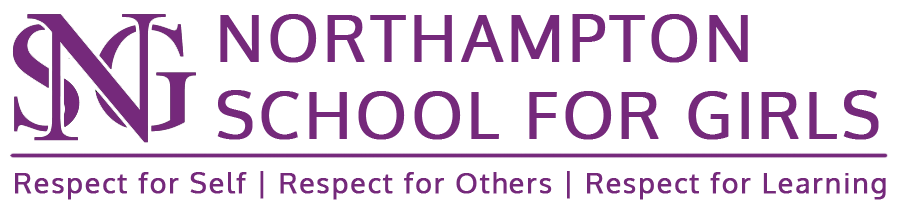 SNG
NORTHAMPTON
SCHOOL FOR GIRLS
Respect for Self | Respect for Others | Respect for Learning